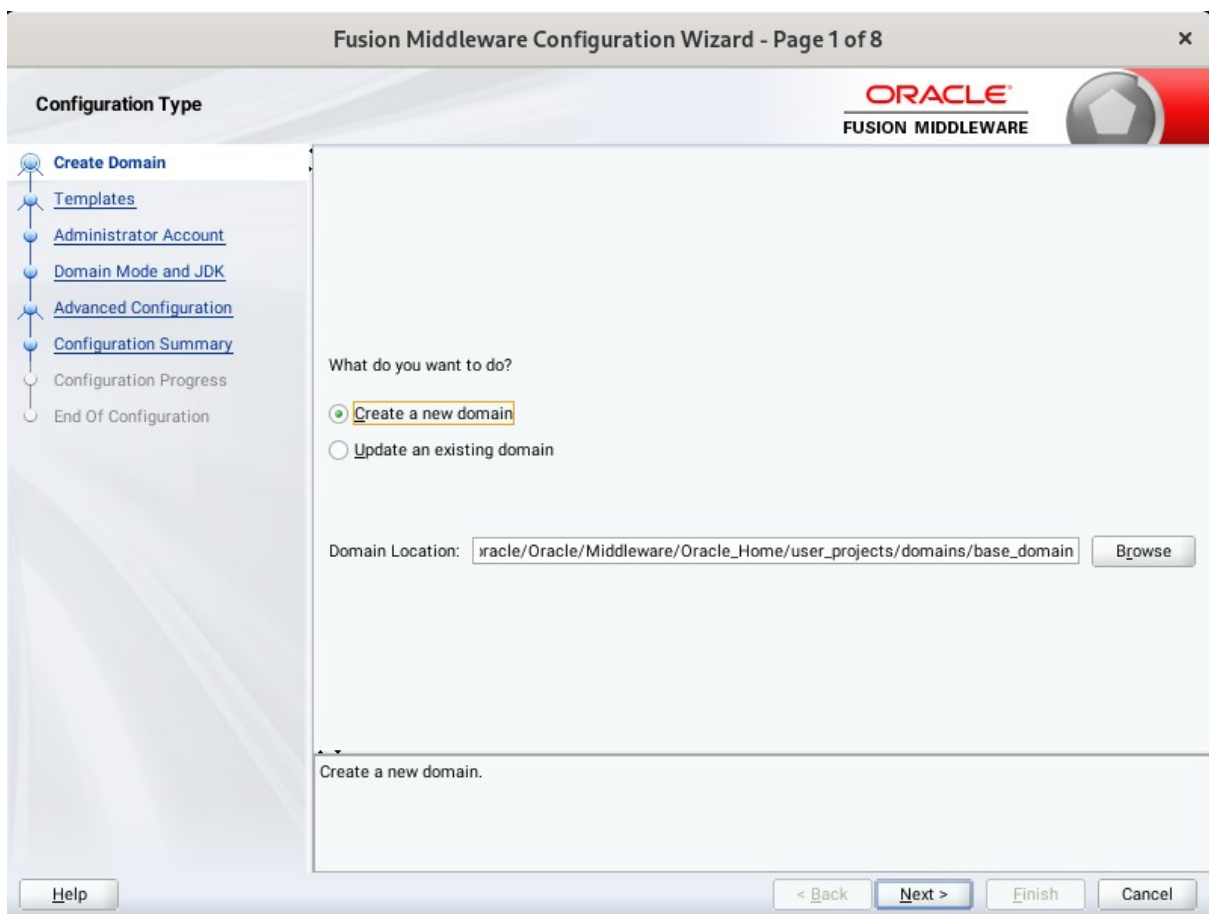 Fusion Middleware Configuration Wizard - Page 1 of 8
×
Configuration Type
ORACLE
FUSION MIDDLEWARE
Create Domain
Templates
Administrator Account
Domain Mode and JDK
Advanced Configuration
Configuration Summary
Configuration Progress
End Of Configuration
What do you want to do?
Create a new domain
Update an existing domain
Domain Location: racle/Oracle/Middleware/Oracle_Home/user_projects/domains/base_domain Browse
Create a new domain.
Help < Back Next > Finish Cancel